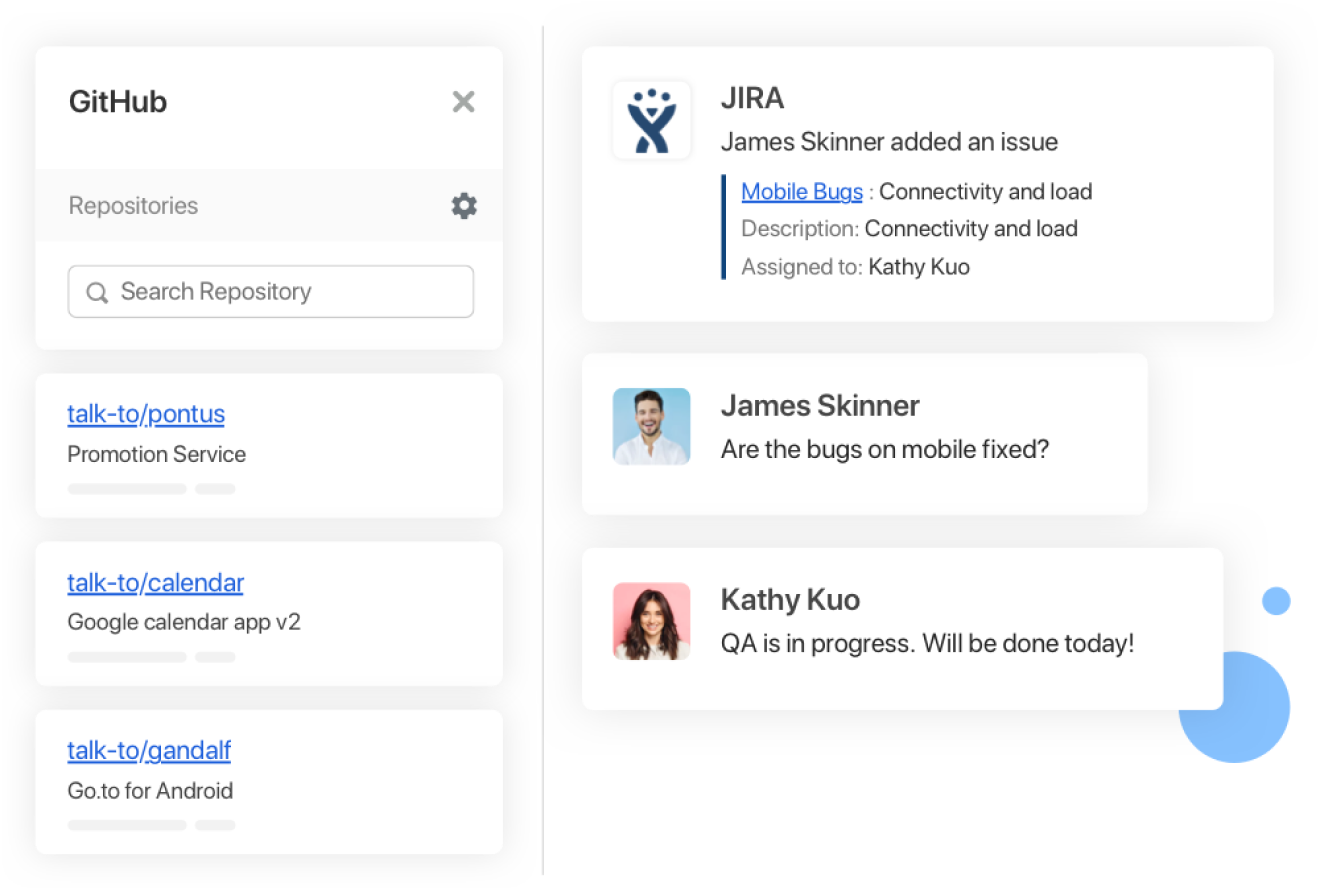 GitHub
Repositories
Search Repository
talk-to/pontus
Promotion Service
talk-to/calendar
Google calendar app v2
talk-to/gandalf
Go.to for Android
JIRA
James Skinner added an issue
Mobile Bugs : Connectivity and load
Description: Connectivity and load
Assigned to: Kathy Kuo
James Skinner
Are the bugs on mobile fixed?
Kathy Kuo
QA is in progress. Will be done today!